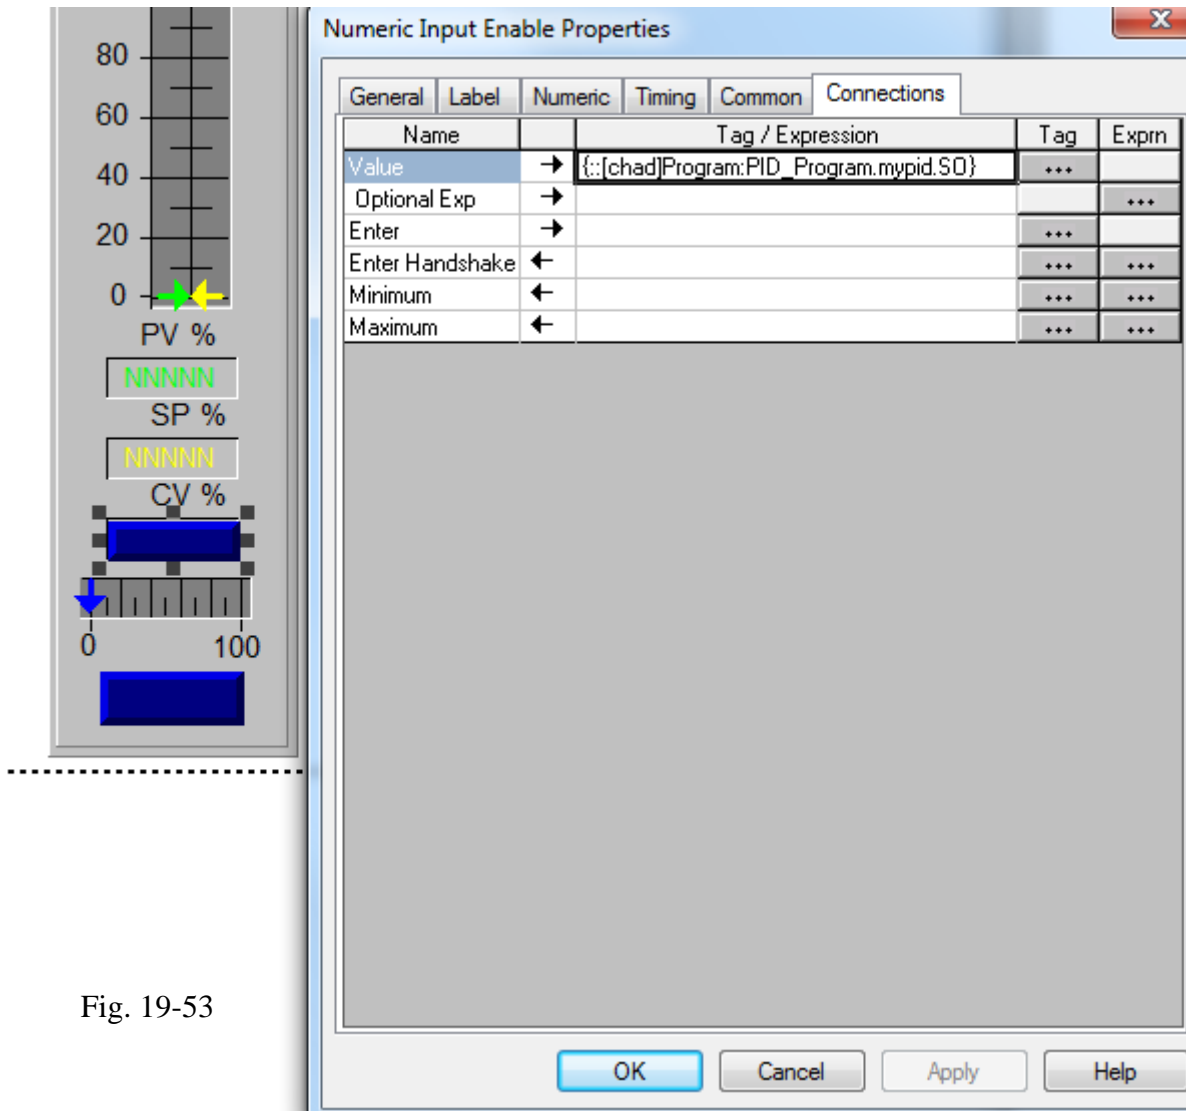 80
60
40
20
0
PV %
NNNNN
SP %
NNNNN
CV %
0 100
Fig. 19-53
Numeric Input Enable Properties
X
General Label Numeric Timing Common Connections
Name Tag / Expression Tag Exprn
Value {::[chad]Program:PID_Program.mypid.SO} ...
Optional Exp ...
Enter ...
Enter Handshake ... ...
Minimum ... ...
Maximum ... ...
OK Cancel Apply Help